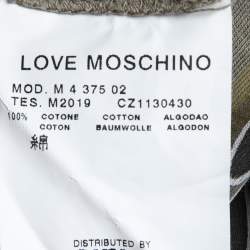 LOVE MOSCHINO
MOD. M 4 375 02
TES. M2019 CZ1130430
100% COTONE COTTON ALGODAO
COTON BAUMWOLLE ALGODON
綿
DISTRIBUTED BY